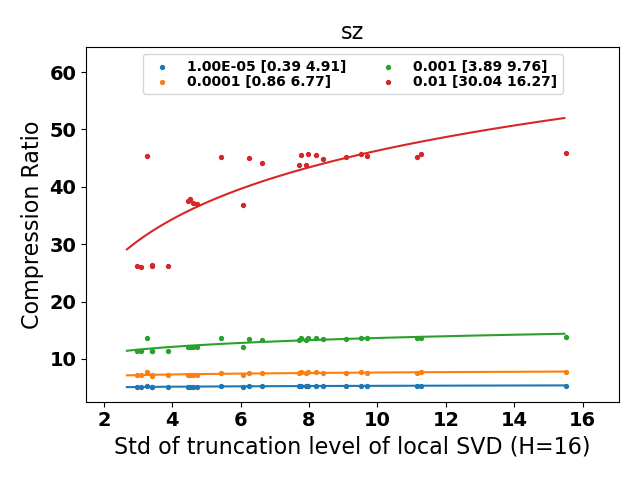 sz
1.00E-05 [0.39 4.91]
0.0001 [0.86 6.77]
0.001 [3.89 9.76]
0.01 [30.04 16.27]
Compression Ratio
60
50
40
30
20
10
2 4 6 8 10 12 14 16
Std of truncation level of local SVD (H=16)